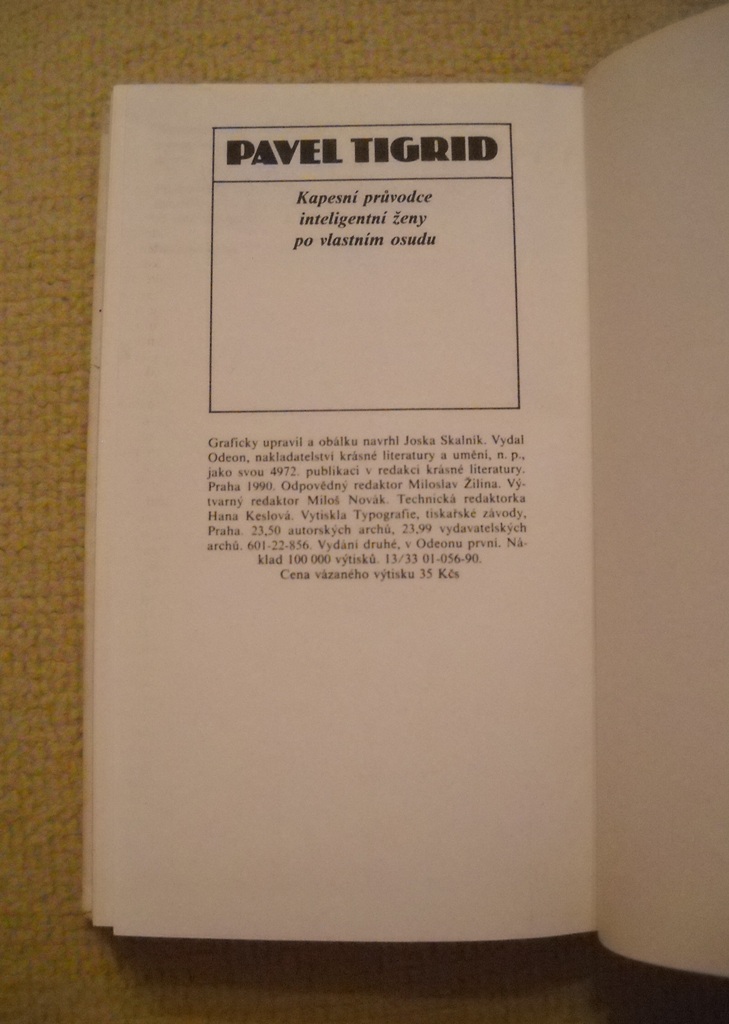 PAVEL TIGRID
Kapesní průvodce
inteligentní ženy
po vlastním osudu
Graficky upravil a obálku navrhl Joska Skalník. Vydal
Odeon, nakladatelství krásné literatury a umění, n. p.,
jako svou 4972. publikaci v redakci krásné literatury.
Praha 1990. Odpovědný redaktor Miloslav Žilina. Vý-
tvarný redaktor Miloš Novák. Technická redaktorka
Hana Keslová. Vytiskla Typografie, tiskařské závody,
Praha. 23,50 autorských archů, 23,99 vydavatelských
archů. 601-22-856. Vydání druhé, v Odeonu první. Ná-
klad 100 000 výtisků. 13/33 01-056-90.
Cena vázaného výtisku 35 Kčs